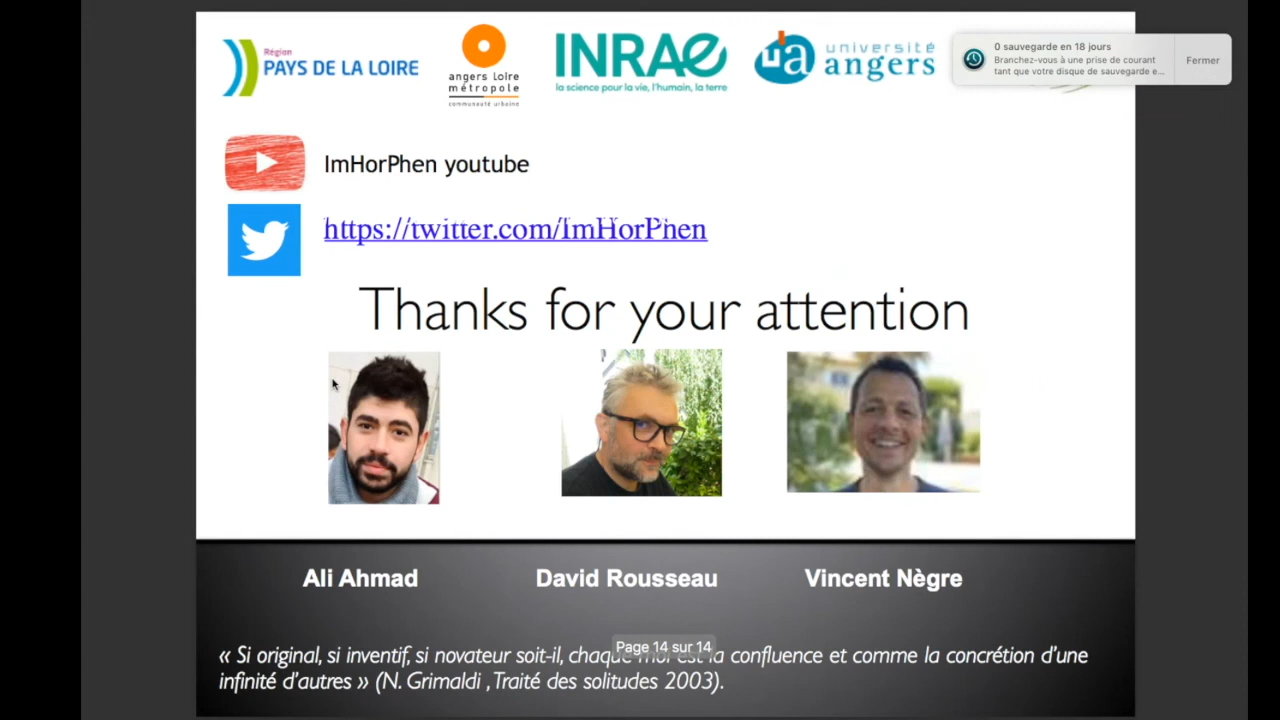 Région
PAYS DE LA LOIRE
angers Loire
métropole
communauté urbaine
INRAE
la science pour la vie, l'humain, la terre
ua
université
angers
0 sauvegarde en 18 jours
Branchez-vous à une prise de courant
tant que votre disque de sauvegarde e...
Fermer
ImHorPhen youtube
https://twitter.com/ImHorPhen
Thanks for your attention
Ali Ahmad
David Rousseau
Vincent Nègre
Page 14 sur 14
« Si original, si inventif, si novateur soit-il, chaque moi est la confluence et comme la concrétion d'une
infinité d'autres » (N. Grimaldi , Traité des solitudes 2003).